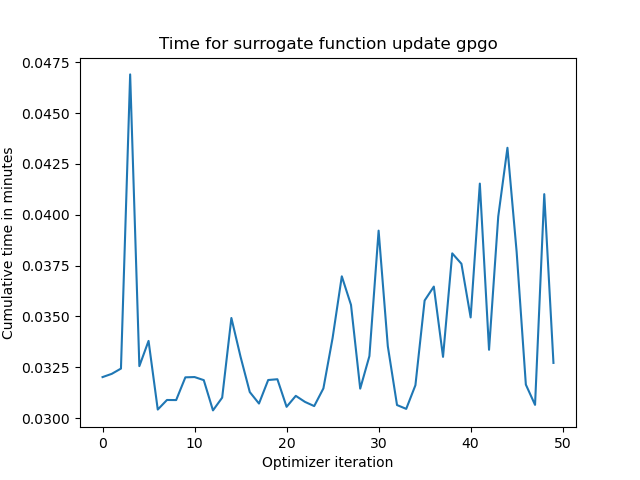 Time for surrogate function update gpgo
Cumulative time in minutes
0.0475
0.0450
0.0425
0.0400
0.0375
0.0350
0.0325
0.0300
0 10 20 30 40 50
Optimizer iteration